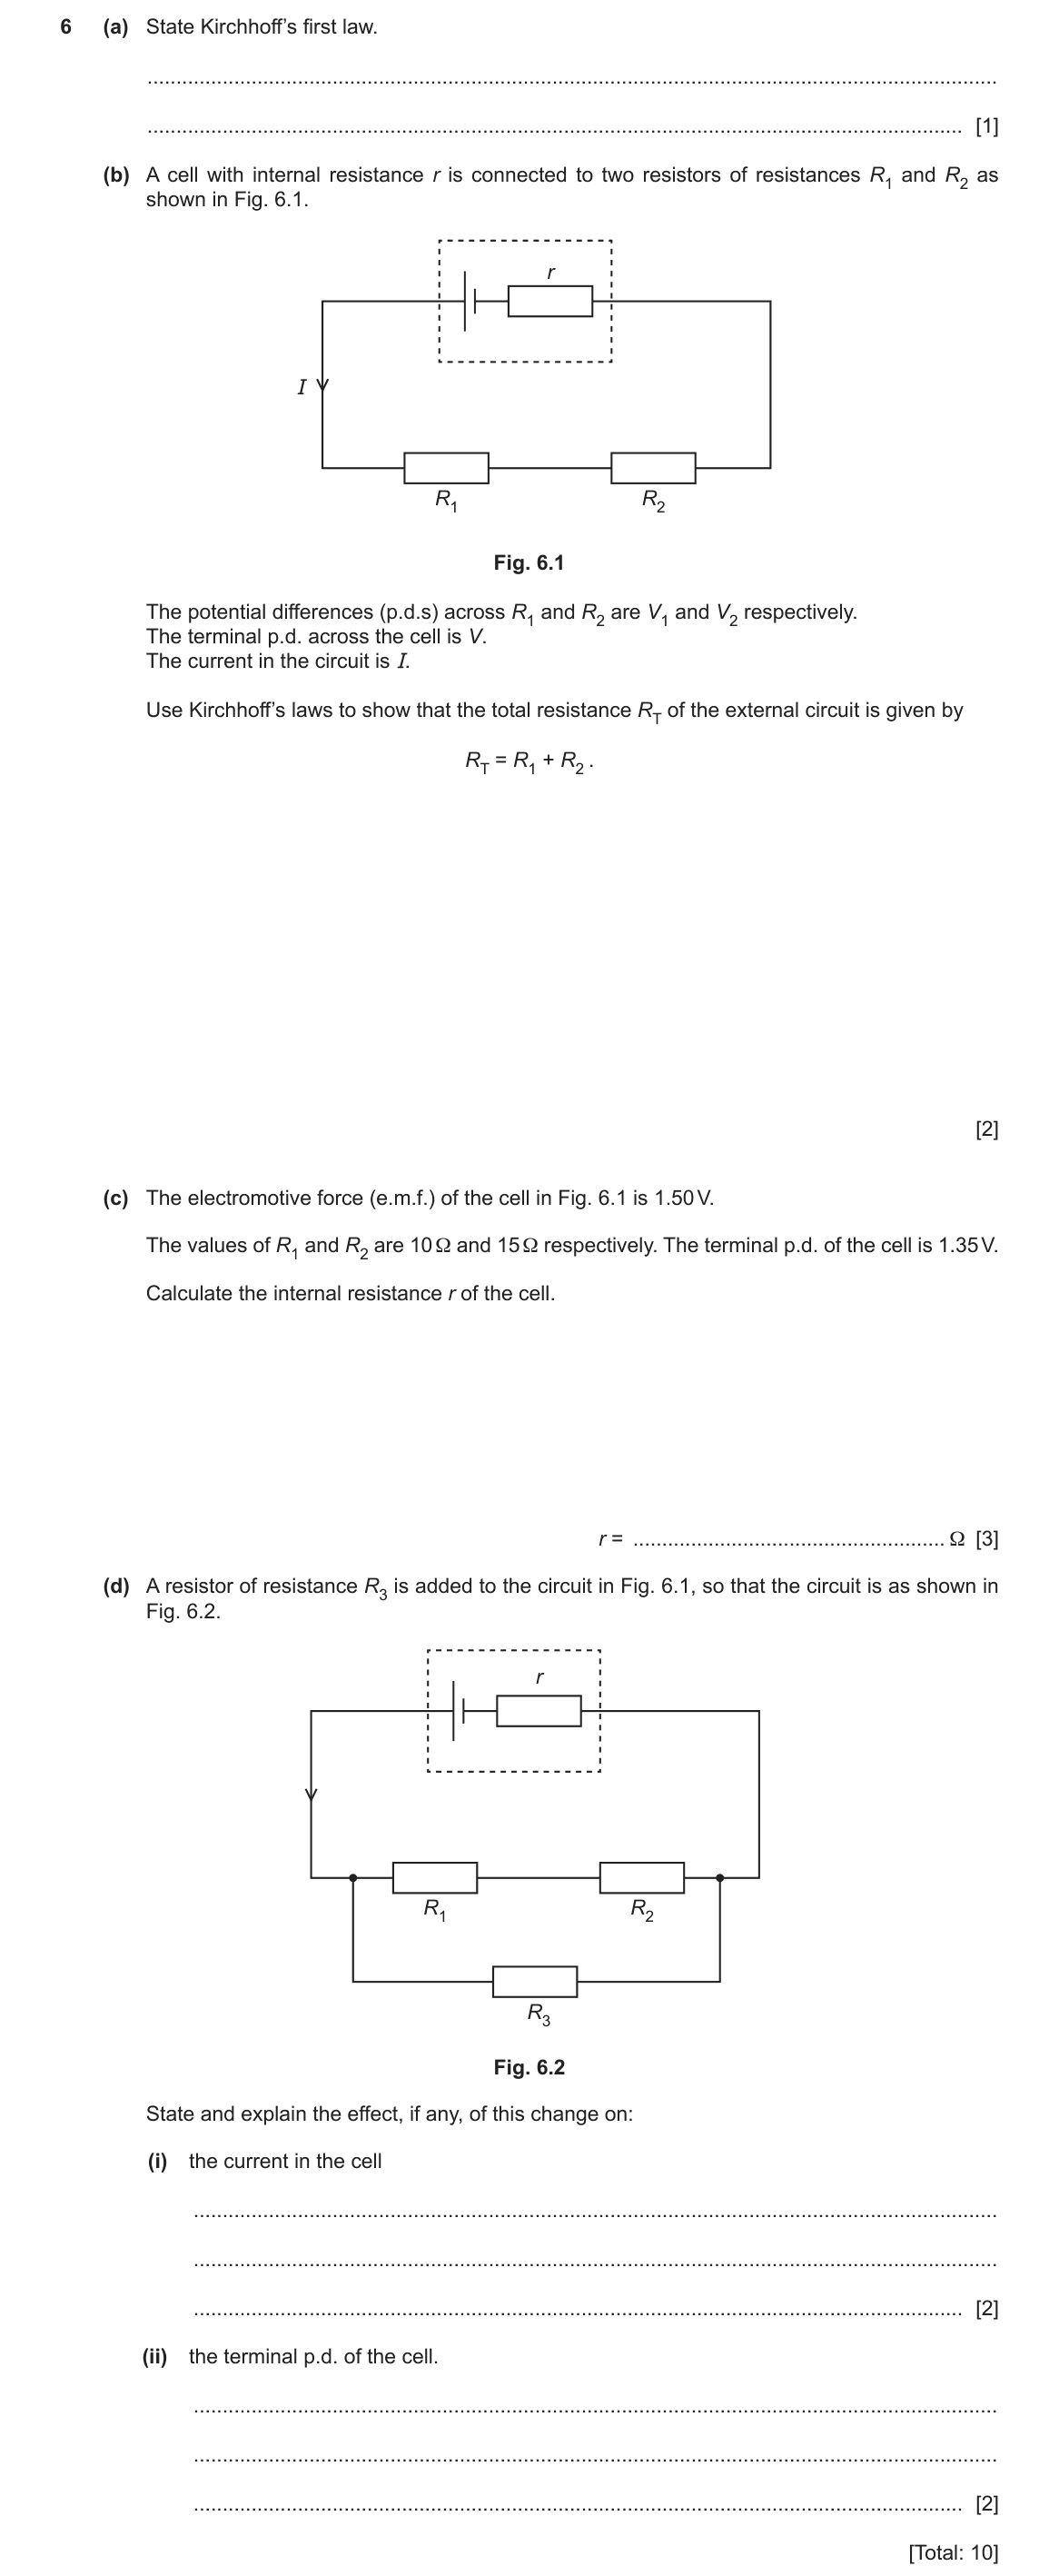 6 (a) State Kirchhoff's first law.
..........................................................................................................................................
..................................................................................................................................... [1]
(b) A cell with internal resistance r is connected to two resistors of resistances R1 and R2 as
shown in Fig. 6.1.
r
I
R1 R2
Fig. 6.1
The potential differences (p.d.s) across R1 and R2 are V1 and V2 respectively.
The terminal p.d. across the cell is V.
The current in the circuit is I.
Use Kirchhoff's laws to show that the total resistance RT of the external circuit is given by
RT = R1 + R2 .
[2]
(c) The electromotive force (e.m.f.) of the cell in Fig. 6.1 is 1.50 V.
The values of R1 and R2 are 10 Ω and 15 Ω respectively. The terminal p.d. of the cell is 1.35 V.
Calculate the internal resistance r of the cell.
r = ..................................................... Ω [3]
(d) A resistor of resistance R3 is added to the circuit in Fig. 6.1, so that the circuit is as shown in
Fig. 6.2.
r
R1 R2
R3
Fig. 6.2
State and explain the effect, if any, of this change on:
(i) the current in the cell
..................................................................................................................................
..................................................................................................................................
............................................................................................................................. [2]
(ii) the terminal p.d. of the cell.
..................................................................................................................................
..................................................................................................................................
............................................................................................................................. [2]
[Total: 10]